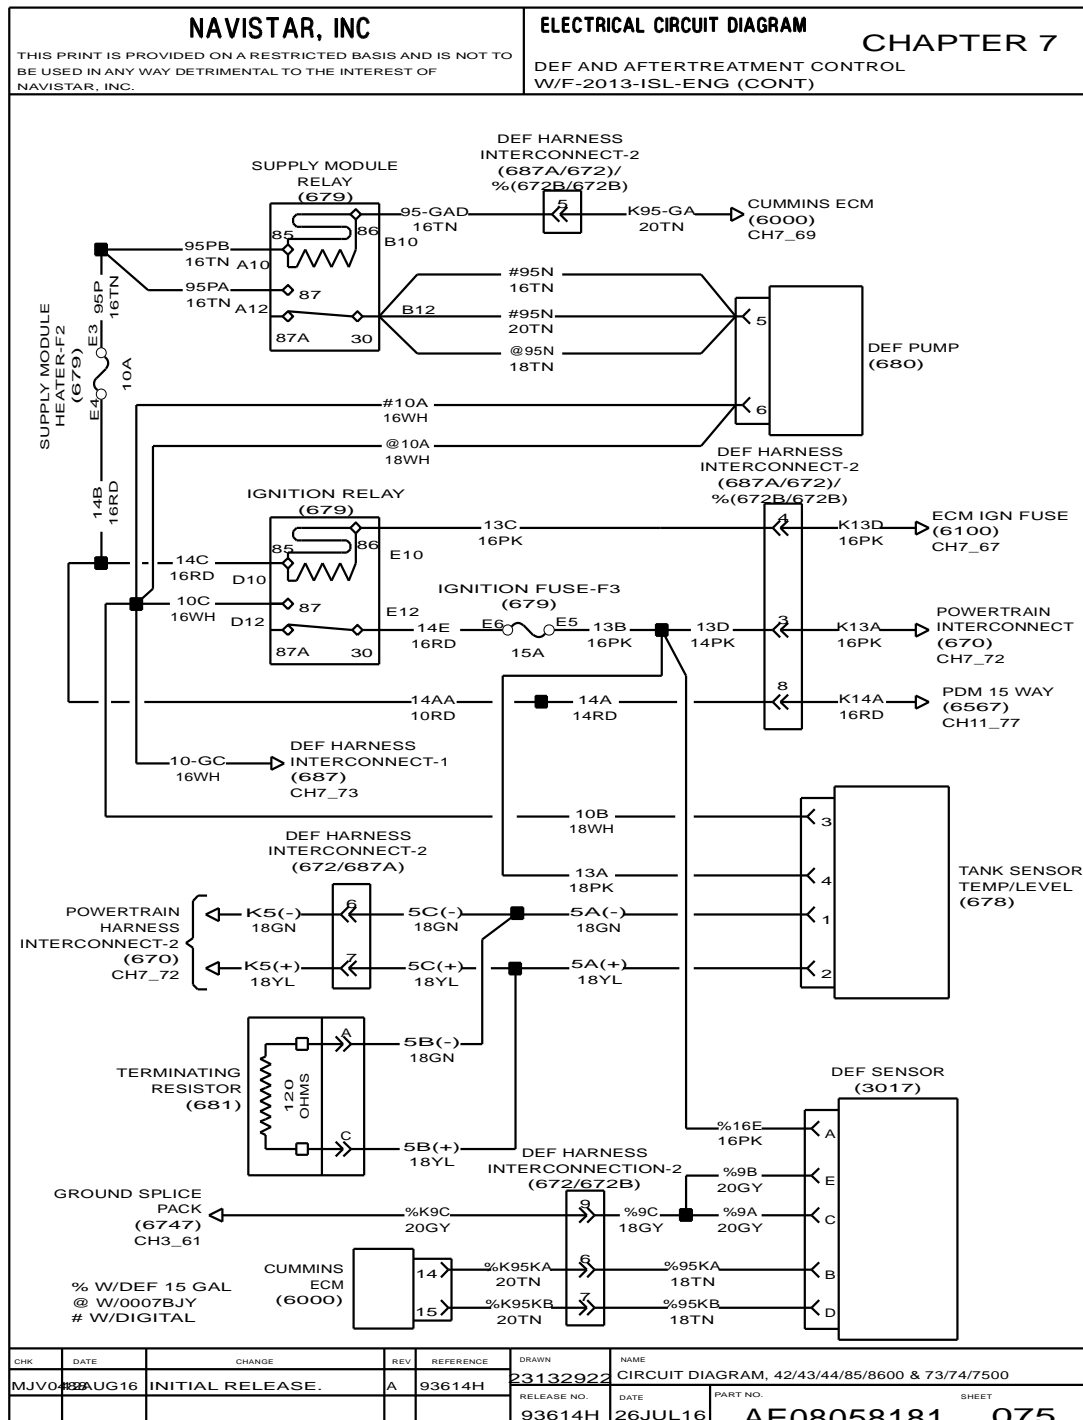 NAVISTAR, INC
THIS PRINT IS PROVIDED ON A RESTRICTED BASIS AND IS NOT TO
BE USED IN ANY WAY DETRIMENTAL TO THE INTEREST OF
NAVISTAR, INC.
ELECTRICAL CIRCUIT DIAGRAM
CHAPTER 7
DEF AND AFTERTREATMENT CONTROL
W/F-2013-ISL-ENG (CONT)
DEF HARNESS
INTERCONNECT-2
(687A/672)/
%(672B/672B)
SUPPLY MODULE
RELAY
(679)
5
95-GAD
16TN
K95-GA
20TN
CUMMINS ECM
(6000)
CH7_69
85
86
B10
95PB
16TN
A10
95PA
16TN
A12
87
87A
30
B12
#95N
16TN
#95N
20TN
@95N
18TN
5
6
DEF PUMP
(680)
95P
16TN
E3
10A
E4
SUPPLY MODULE
HEATER-F2
(679)
14B
16RD
#10A
16WH
@10A
18WH
DEF HARNESS
INTERCONNECT-2
(687A/672)/
%(672B/672B)
IGNITION RELAY
(679)
85
86
E10
13C
16PK
4
K13D
16PK
ECM IGN FUSE
(6100)
CH7_67
14C
16RD
D10
10C
16WH
D12
87
87A
30
E12
14E
16RD
IGNITION FUSE-F3
(679)
E6
E5
15A
13B
16PK
13D
14PK
3
K13A
16PK
POWERTRAIN
INTERCONNECT
(670)
CH7_72
14AA
10RD
14A
14RD
8
K14A
16RD
PDM 15 WAY
(6567)
CH11_77
10-GC
16WH
DEF HARNESS
INTERCONNECT-1
(687)
CH7_73
10B
18WH
3
13A
18PK
4
1
2
TANK SENSOR
TEMP/LEVEL
(678)
DEF HARNESS
INTERCONNECT-2
(672/687A)
POWERTRAIN
HARNESS
INTERCONNECT-2
(670)
CH7_72
K5(-)
18GN
6
5C(-)
18GN
5A(-)
18GN
K5(+)
18YL
7
5C(+)
18YL
5A(+)
18YL
TERMINATING
RESISTOR
(681)
120
OHMS
A
5B(-)
18GN
C
5B(+)
18YL
DEF SENSOR
(3017)
%16E
16PK
A
DEF HARNESS
INTERCONNECTION-2
(672/672B)
%9B
20GY
E
GROUND SPLICE
PACK
(6747)
CH3_61
%K9C
20GY
9
%9C
18GY
%9A
20GY
C
CUMMINS
ECM
(6000)
14
%K95KA
20TN
6
%95KA
18TN
B
15
%K95KB
20TN
7
%95KB
18TN
D
% W/DEF 15 GAL
@ W/0007BJY
# W/DIGITAL
CHK DATE CHANGE REV REFERENCE
AUG16 INITIAL RELEASE. A 93614H
DRAWN
23132922
NAME
CIRCUIT DIAGRAM, 42/43/44/85/8600 & 73/74/7500
RELEASE NO.
93614H
DATE
26JUL16
PART NO.
AE08058181
SHEET
075